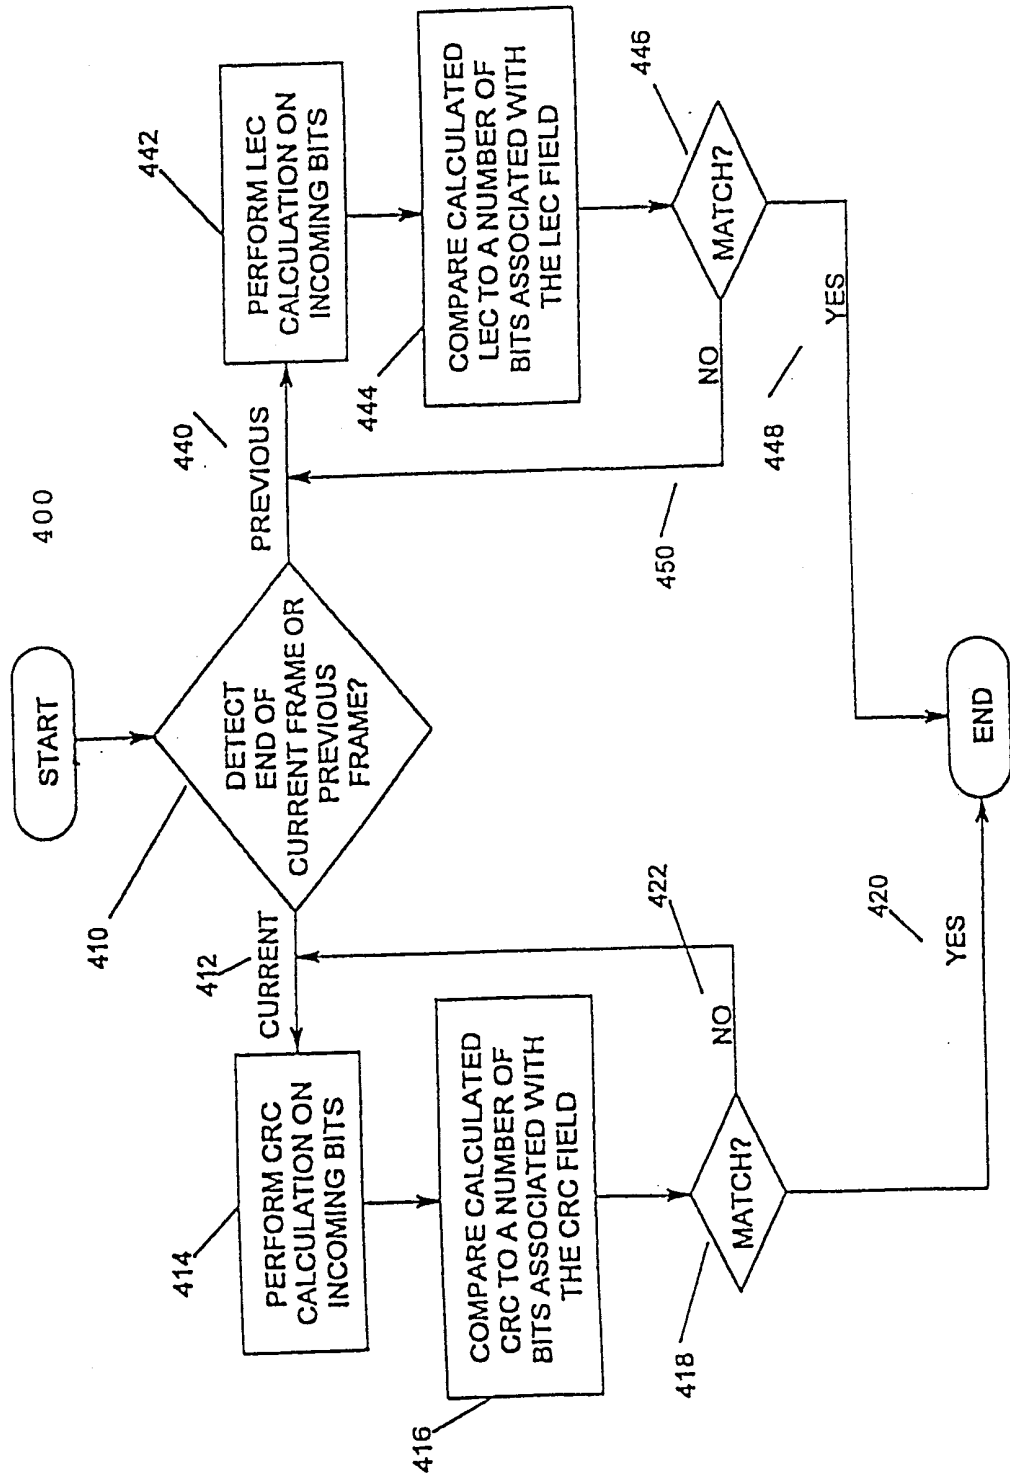 400
START
410
DETECT
END OF
CURRENT FRAME OR
PREVIOUS
FRAME?
412
CURRENT
PREVIOUS
440
414
PERFORM CRC
CALCULATION ON
INCOMING BITS
442
PERFORM LEC
CALCULATION ON
INCOMING BITS
416
COMPARE CALCULATED
CRC TO A NUMBER OF
BITS ASSOCIATED WITH
THE CRC FIELD
444
COMPARE CALCULATED
LEC TO A NUMBER OF
BITS ASSOCIATED WITH
THE LEC FIELD
418
MATCH?
NO
422
450
NO
MATCH?
446
420
YES
448
YES
END